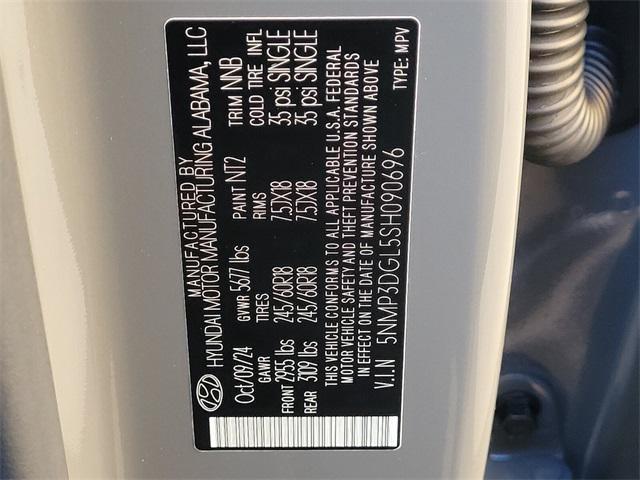 MANUFACTURED BY
HYUNDAI MOTOR MANUFACTURING ALABAMA, LLC
Oct/09/24 GVWR 5677 lbs PAINT NT2 TRIM NNB
GAWR TIRES RIMS COLD TIRE INFL
FRONT 2955 lbs 245/60R18 7.5JX18 35 psi SINGLE
REAR 3109 lbs 245/60R18 7.5JX18 35 psi SINGLE
THIS VEHICLE CONFORMS TO ALL APPLICABLE U.S.A. FEDERAL
MOTOR VEHICLE SAFETY AND THEFT PREVENTION STANDARDS
IN EFFECT ON THE DATE OF MANUFACTURE SHOWN ABOVE
V.I.N 5NMP3DGL5SH090696 TYPE: MPV